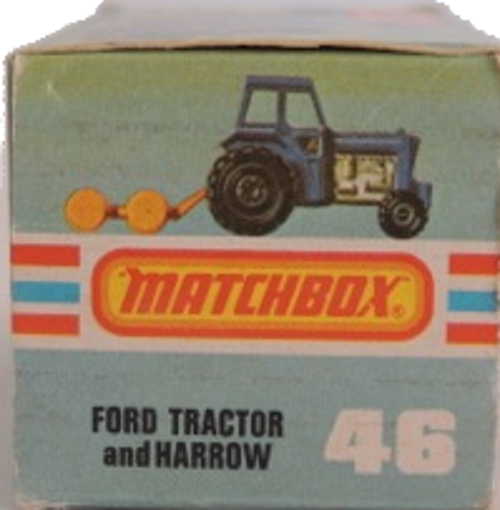 "MATCHBOX"®
FORD TRACTOR
and HARROW
46